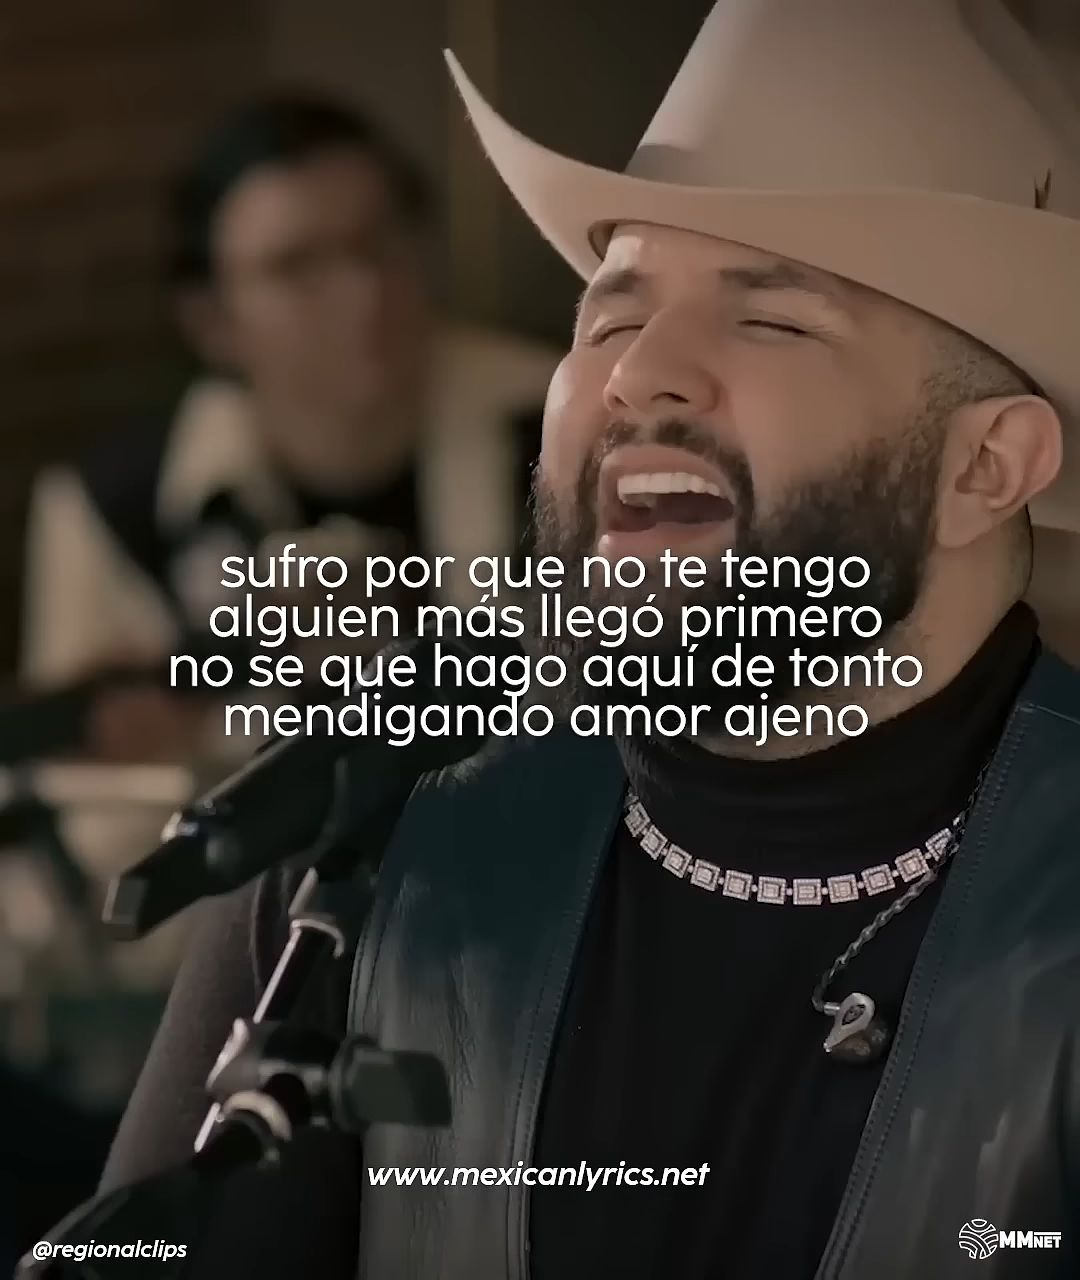 sufro por que no te tengo
alguien más llegó primero
no se que hago aquí de tonto
mendigando amor ajeno
www.mexicanlyrics.net
@regionalclips
MMNET